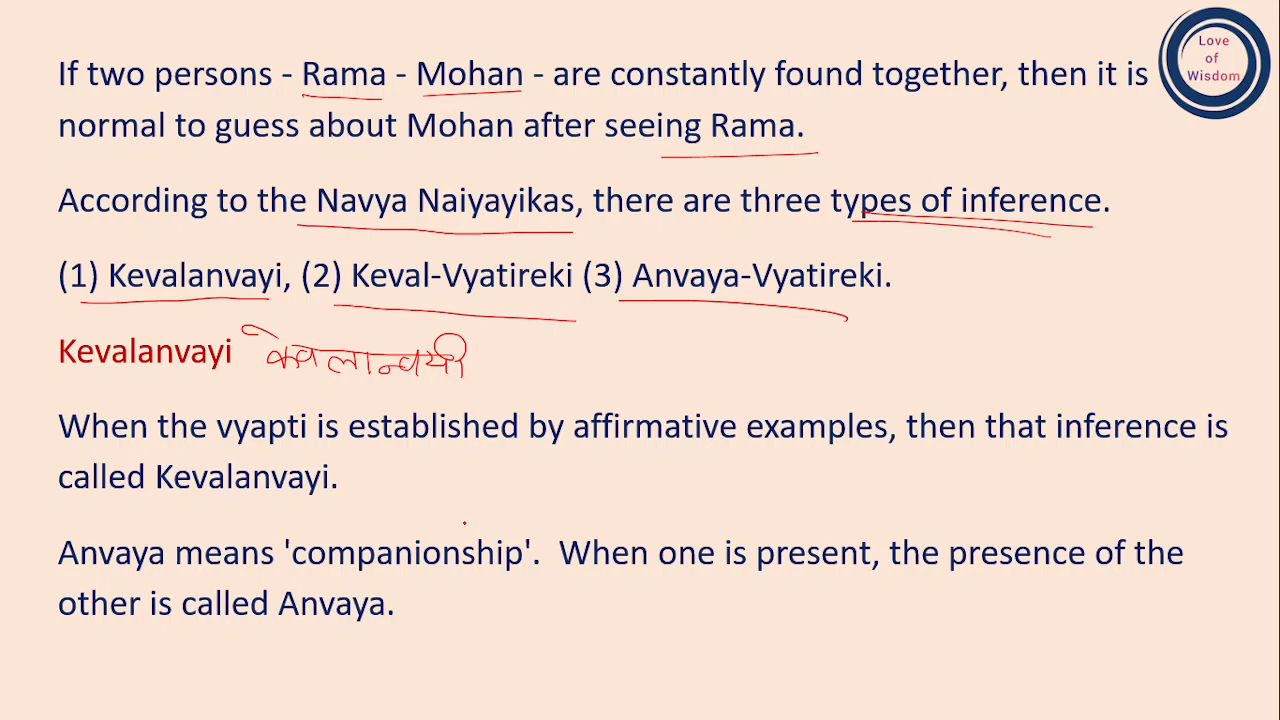 Love
of
Wisdom
If two persons - Rama - Mohan - are constantly found together, then it is
normal to guess about Mohan after seeing Rama.
According to the Navya Naiyayikas, there are three types of inference.
(1) Kevalanvayi, (2) Keval-Vyatireki (3) Anvaya-Vyatireki.
Kevalanvayi केवलान्वयी
When the vyapti is established by affirmative examples, then that inference is
called Kevalanvayi.
Anvaya means 'companionship'.  When one is present, the presence of the
other is called Anvaya.